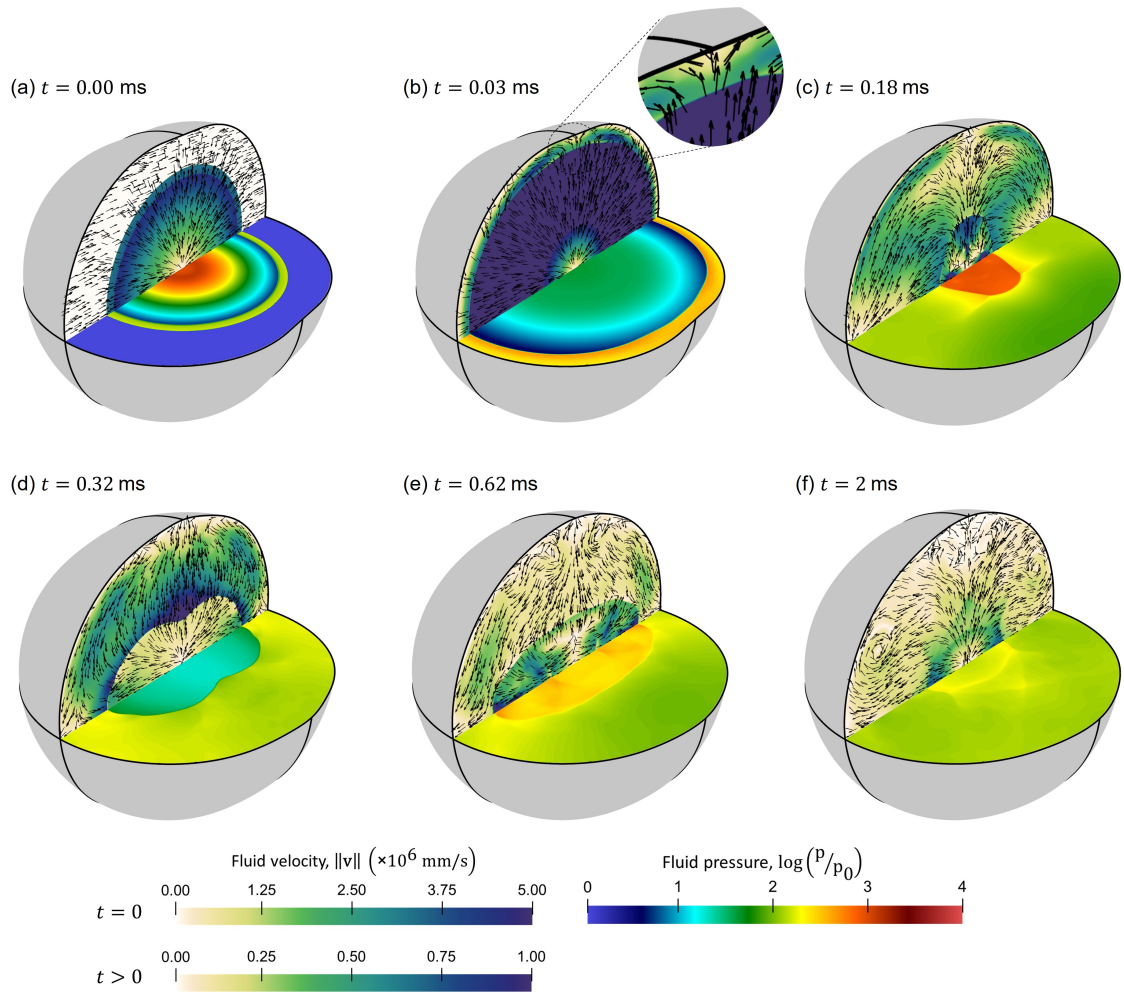 (a) t = 0.00 ms
(b) t = 0.03 ms
(c) t = 0.18 ms
(d) t = 0.32 ms
(e) t = 0.62 ms
(f) t = 2 ms
Fluid velocity, ‖v‖ (×10⁶ mm/s)
0.00 1.25 2.50 3.75 5.00
t = 0
0.00 0.25 0.50 0.75 1.00
t > 0
Fluid pressure, log(p/p₀)
0 1 2 3 4